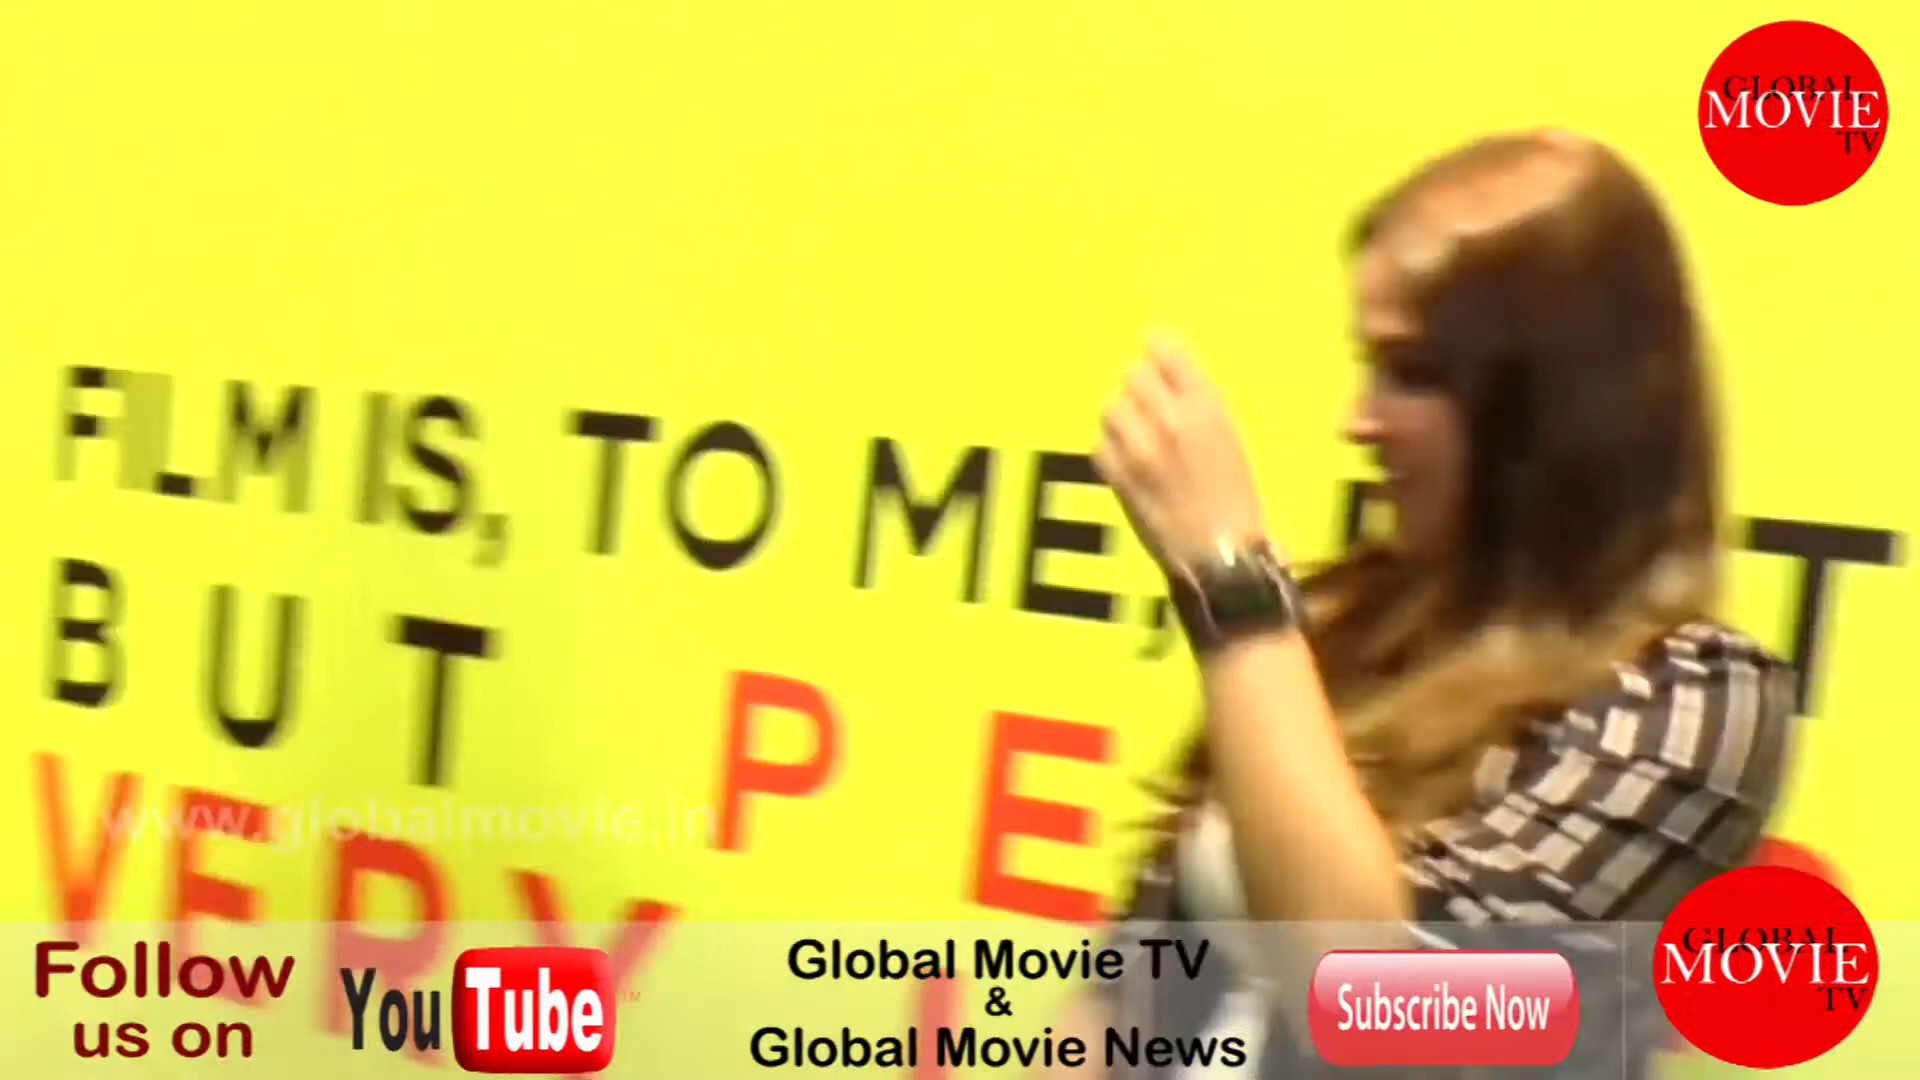 GLOBAL
MOVIE
TV
FILM IS, TO ME,
BUT
VERY
www.globalmovie.in
Follow
us on
YouTube
Global Movie TV
&
Global Movie News
Subscribe Now
GLOBAL
MOVIE
TV